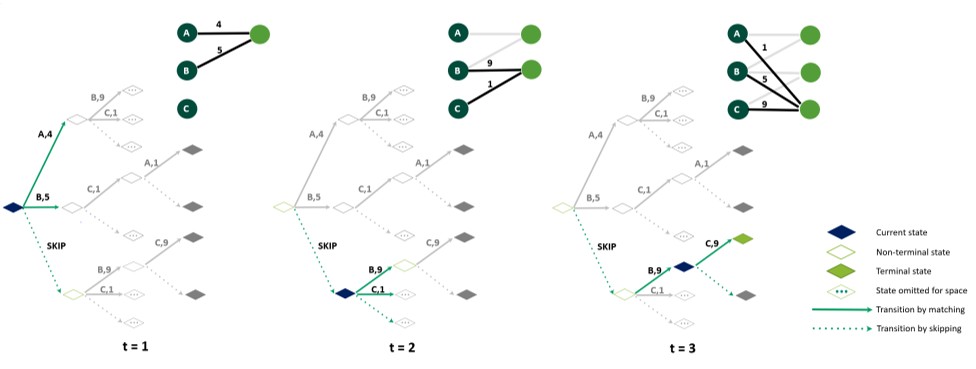 A
4
5
B
C
B,9
C,1
A,4
A,1
B,5
C,1
SKIP
C,9
B,9
C,1
t = 1
A
B
9
1
C
B,9
C,1
A,4
A,1
B,5
C,1
SKIP
C,9
B,9
C,1
t = 2
A
1
B
5
C
9
B,9
C,1
A,4
A,1
B,5
C,1
SKIP
C,9
B,9
C,1
t = 3
Current state
Non-terminal state
Terminal state
State omitted for space
Transition by matching
Transition by skipping